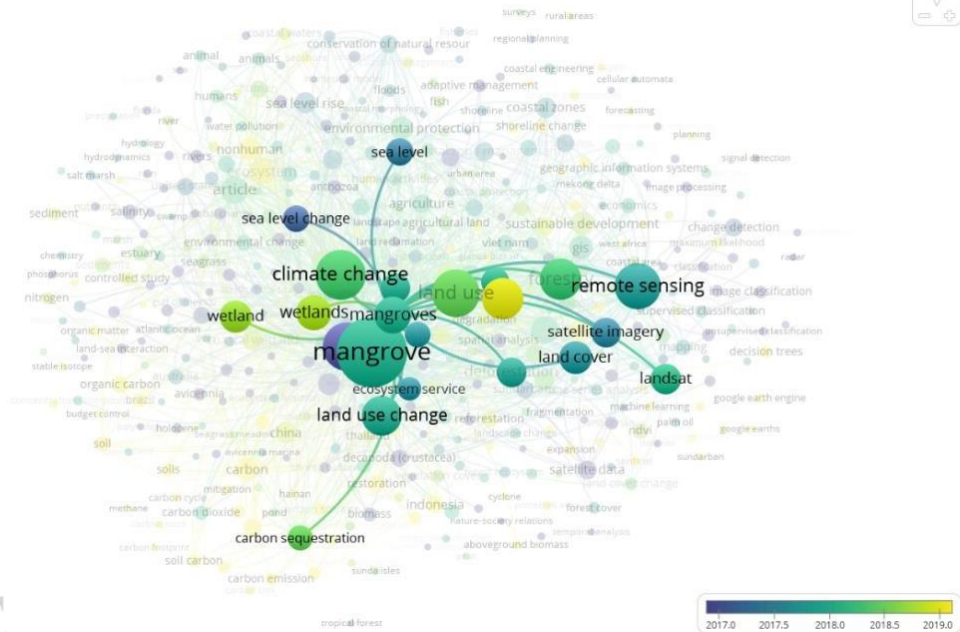 surveys
rural areas
regional planning
coastal waters
conservation of natural resour
animal
animals
coastal engineering
cellular automata
floods
adaptive management
humans
fish
sea level rise
shoreline
coastal zones
forecasting
river
water pollution
environmental protection
shoreline change
planning
hydrology
nonhuman
sea level
hydrodynamics
rivers
signal detection
salt marsh
ecosystem
urban area
geographic information systems
article
anthozoa
human activities
mekong delta
image processing
agriculture
economics
sediment
salinity
sea level change
landscape
agricultural land
sustainable development
change detection
marsh
environmental change
land reclamation
viet nam
gis
west africa
maximum likelihood
chemistry
estuary
seagrass
coastal area
radar
phosphorus
controlled study
climate change
classification
forestry
remote sensing
land use
image classification
nitrogen
wetland
wetlands
mangroves
supervised classification
degradation
organic matter
atlantic ocean
satellite imagery
unsupervised classification
spatial analysis
land-sea interaction
mangrove
land cover
mapping
decision trees
stable isotope
deforestation
landsat
organic carbon
australia
avicennia
ecosystem service
google earth engine
budget control
land use change
reforestation
fragmentation
machine learning
palm oil
holocene
china
landscape change
ndvi
google earths
soil
avicennia marina
thailand
expansion
decapoda (crustacea)
sundarban
soils
carbon
satellite data
restoration
land cover change
mitigation
carbon cycle
hainan
cyclone
methane
carbon dioxide
pond
biomass
indonesia
forest cover
nature-society relations
carbon sequestration
temporal analysis
carbon footprint
aboveground biomass
soil carbon
sunda isles
carbon emission
tropical forest
2017.0 2017.5 2018.0 2018.5 2019.0